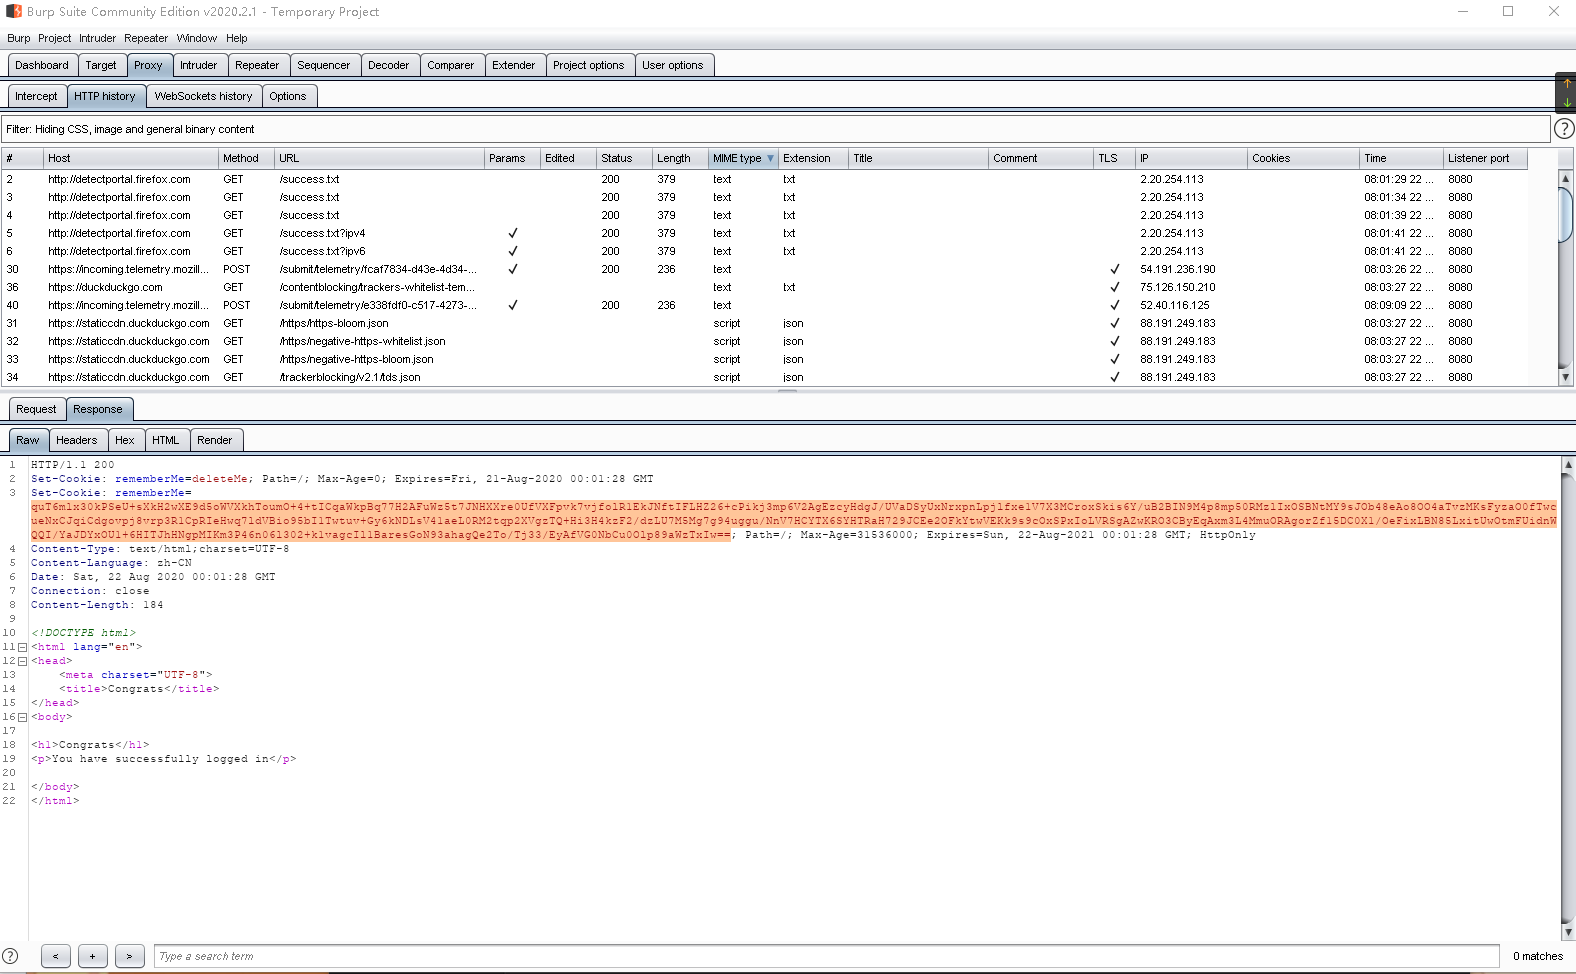 Burp Suite Community Edition v2020.2.1 - Temporary Project
Burp Project Intruder Repeater Window Help
Dashboard Target Proxy Intruder Repeater Sequencer Decoder Comparer Extender Project options User options
Intercept HTTP history WebSockets history Options
Filter: Hiding CSS, image and general binary content
# Host Method URL Params Edited Status Length MIME type Extension Title Comment TLS IP Cookies Time Listener port
2 http://detectportal.firefox.com GET /success.txt 200 379 text txt 2.20.254.113 08:01:29 22 ... 8080
3 http://detectportal.firefox.com GET /success.txt 200 379 text txt 2.20.254.113 08:01:34 22 ... 8080
4 http://detectportal.firefox.com GET /success.txt 200 379 text txt 2.20.254.113 08:01:39 22 ... 8080
5 http://detectportal.firefox.com GET /success.txt?ipv4 ✓ 200 379 text txt 2.20.254.113 08:01:41 22 ... 8080
6 http://detectportal.firefox.com GET /success.txt?ipv6 ✓ 200 379 text txt 2.20.254.113 08:01:41 22 ... 8080
30 https://incoming.telemetry.mozill... POST /submit/telemetry/fcaf7834-d43e-4d34-... ✓ 200 236 text ✓ 54.191.236.190 08:03:26 22 ... 8080
36 https://duckduckgo.com GET /contentblocking/trackers-whitelist-tem... text txt ✓ 75.126.150.210 08:03:27 22 ... 8080
40 https://incoming.telemetry.mozill... POST /submit/telemetry/e338fdf0-c517-4273-... ✓ 200 236 text ✓ 52.40.116.125 08:09:09 22 ... 8080
31 https://staticcdn.duckduckgo.com GET /https/https-bloom.json script json ✓ 88.191.249.183 08:03:27 22 ... 8080
32 https://staticcdn.duckduckgo.com GET /https/negative-https-whitelist.json script json ✓ 88.191.249.183 08:03:27 22 ... 8080
33 https://staticcdn.duckduckgo.com GET /https/negative-https-bloom.json script json ✓ 88.191.249.183 08:03:27 22 ... 8080
34 https://staticcdn.duckduckgo.com GET /trackerblocking/v2.1/tds.json script json ✓ 88.191.249.183 08:03:27 22 ... 8080
Request Response
Raw Headers Hex HTML Render
1 HTTP/1.1 200
2 Set-Cookie: rememberMe=deleteMe; Path=/; Max-Age=0; Expires=Fri, 21-Aug-2020 00:01:28 GMT
3 Set-Cookie: rememberMe=
; Path=/; Max-Age=31536000; Expires=Sun, 22-Aug-2021 00:01:28 GMT; HttpOnly
4 Content-Type: text/html;charset=UTF-8
5 Content-Language: zh-CN
6 Date: Sat, 22 Aug 2020 00:01:28 GMT
7 Connection: close
8 Content-Length: 184
9
10 <!DOCTYPE html>
11 <html lang="en">
12 <head>
13 <meta charset="UTF-8">
14 <title>Congrats</title>
15 </head>
16 <body>
17
18 <h1>Congrats</h1>
19 <p>You have successfully logged in</p>
20
21 </body>
22 </html>
? < + > Type a search term 0 matches